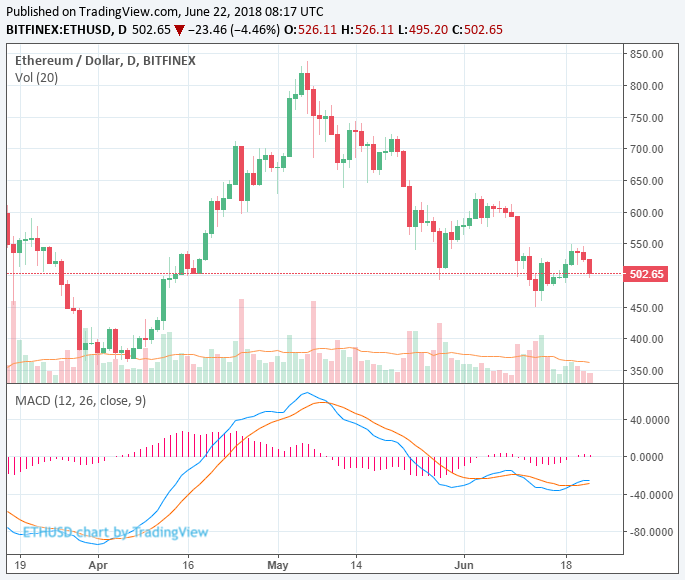 Published on TradingView.com, June 22, 2018 08:17 UTC
BITFINEX:ETHUSD, D 502.65 ▼ −23.46 (−4.46%) O:526.11 H:526.11 L:495.20 C:502.65
Ethereum / Dollar, D, BITFINEX
Vol (20)
850.00
800.00
750.00
700.00
650.00
600.00
550.00
502.65
450.00
400.00
350.00
MACD (12, 26, close, 9)
40.0000
0.0000
-40.0000
-80.0000
ETHUSD chart by TradingView
19 Apr 16 May 14 Jun 18